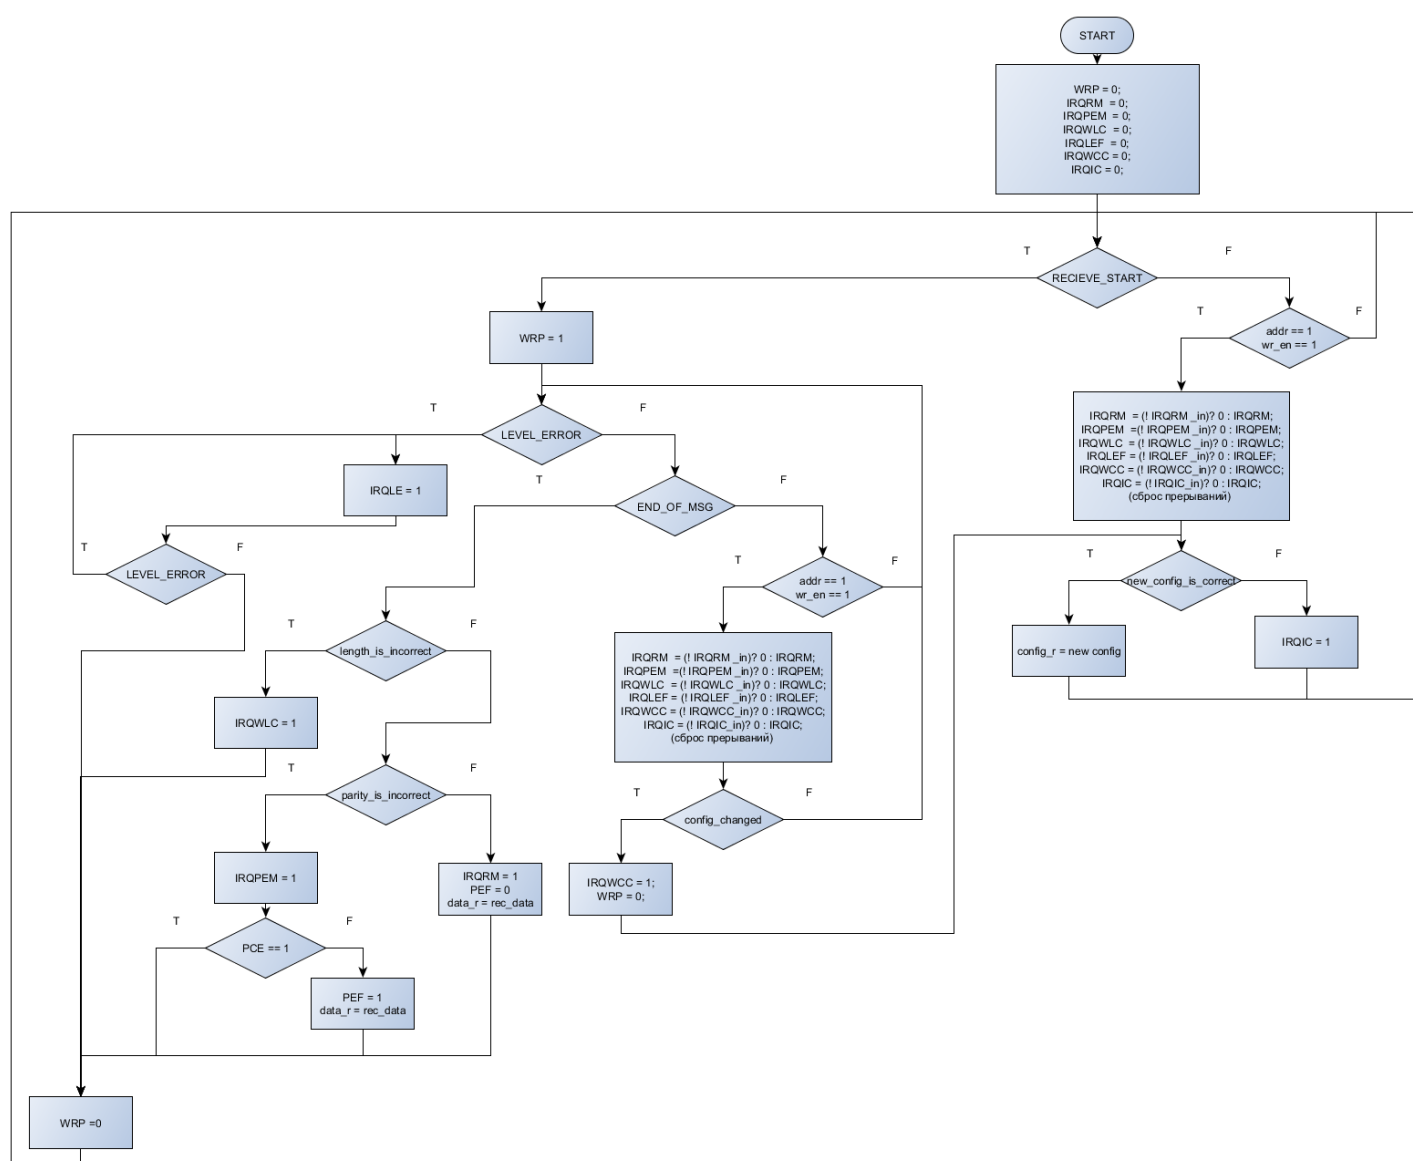 START
WRP = 0;
IRQRM = 0;
IRQPEM = 0;
IRQWLC = 0;
IRQLEF = 0;
IRQWCC = 0;
IRQIC = 0;
T
F
RECIEVE_START
T
F
addr == 1
wr_en == 1
WRP = 1
T
F
LEVEL_ERROR
IRQRM = (! IRQRM _in)? 0 : IRQRM;
IRQPEM =(! IRQPEM _in)? 0 : IRQPEM;
IRQWLC = (! IRQWLC _in)? 0 : IRQWLC;
IRQLEF = (! IRQLEF _in)? 0 : IRQLEF;
IRQWCC = (! IRQWCC_in)? 0 : IRQWCC;
IRQIC = (! IRQIC_in)? 0 : IRQIC;
(сброс прерываний)
IRQLE = 1
T
F
END_OF_MSG
T
F
LEVEL_ERROR
T
F
addr == 1
wr_en == 1
T
F
new_config_is_correct
T
F
length_is_incorrect
config_r = new config
IRQIC = 1
IRQRM = (! IRQRM _in)? 0 : IRQRM;
IRQPEM =(! IRQPEM _in)? 0 : IRQPEM;
IRQWLC = (! IRQWLC _in)? 0 : IRQWLC;
IRQLEF = (! IRQLEF _in)? 0 : IRQLEF;
IRQWCC = (! IRQWCC_in)? 0 : IRQWCC;
IRQIC = (! IRQIC_in)? 0 : IRQIC;
(сброс прерываний)
IRQWLC = 1
T
F
parity_is_incorrect
T
F
config_changed
IRQPEM = 1
IRQRM = 1
PEF = 0
data_r = rec_data
IRQWCC = 1;
WRP = 0;
T
F
PCE == 1
PEF = 1
data_r = rec_data
WRP =0